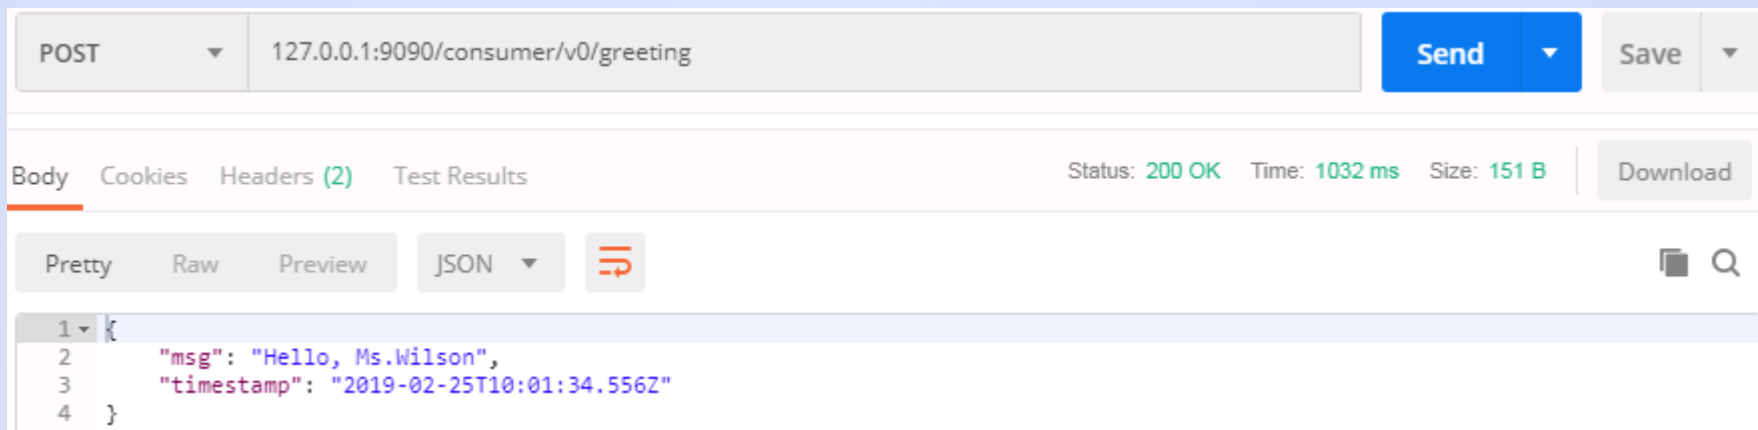 POST 127.0.0.1:9090/consumer/v0/greeting Send Save
Body Cookies Headers (2) Test Results Status: 200 OK Time: 1032 ms Size: 151 B Download
Pretty Raw Preview JSON
1 {
2 "msg": "Hello, Ms.Wilson",
3 "timestamp": "2019-02-25T10:01:34.556Z"
4 }